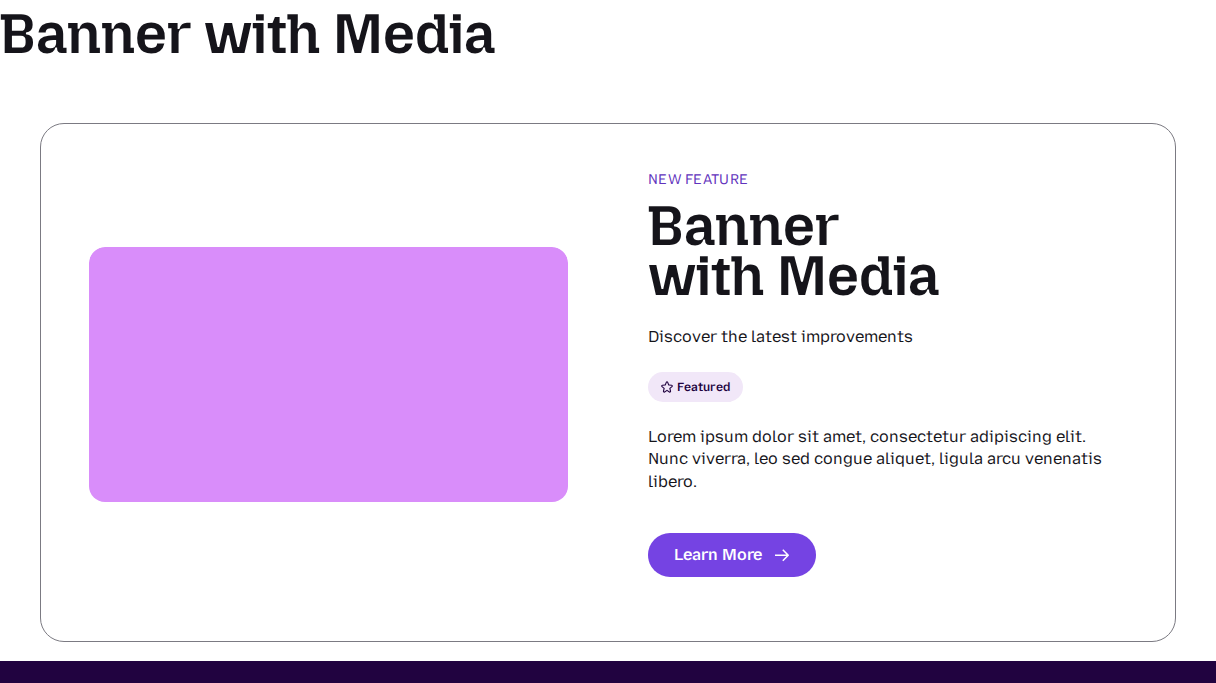 Banner with Media
NEW FEATURE
Banner
with Media
Discover the latest improvements
Featured
Lorem ipsum dolor sit amet, consectetur adipiscing elit.
Nunc viverra, leo sed congue aliquet, ligula arcu venenatis
libero.
Learn More